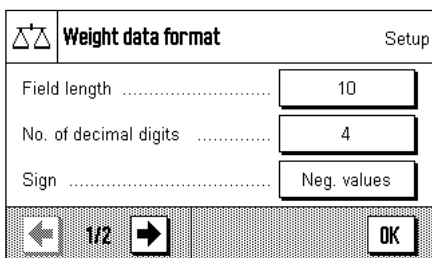 Weight data format Setup
Field length ............................ 10
No. of decimal digits .............. 4
Sign ...................................... Neg. values
1/2 OK